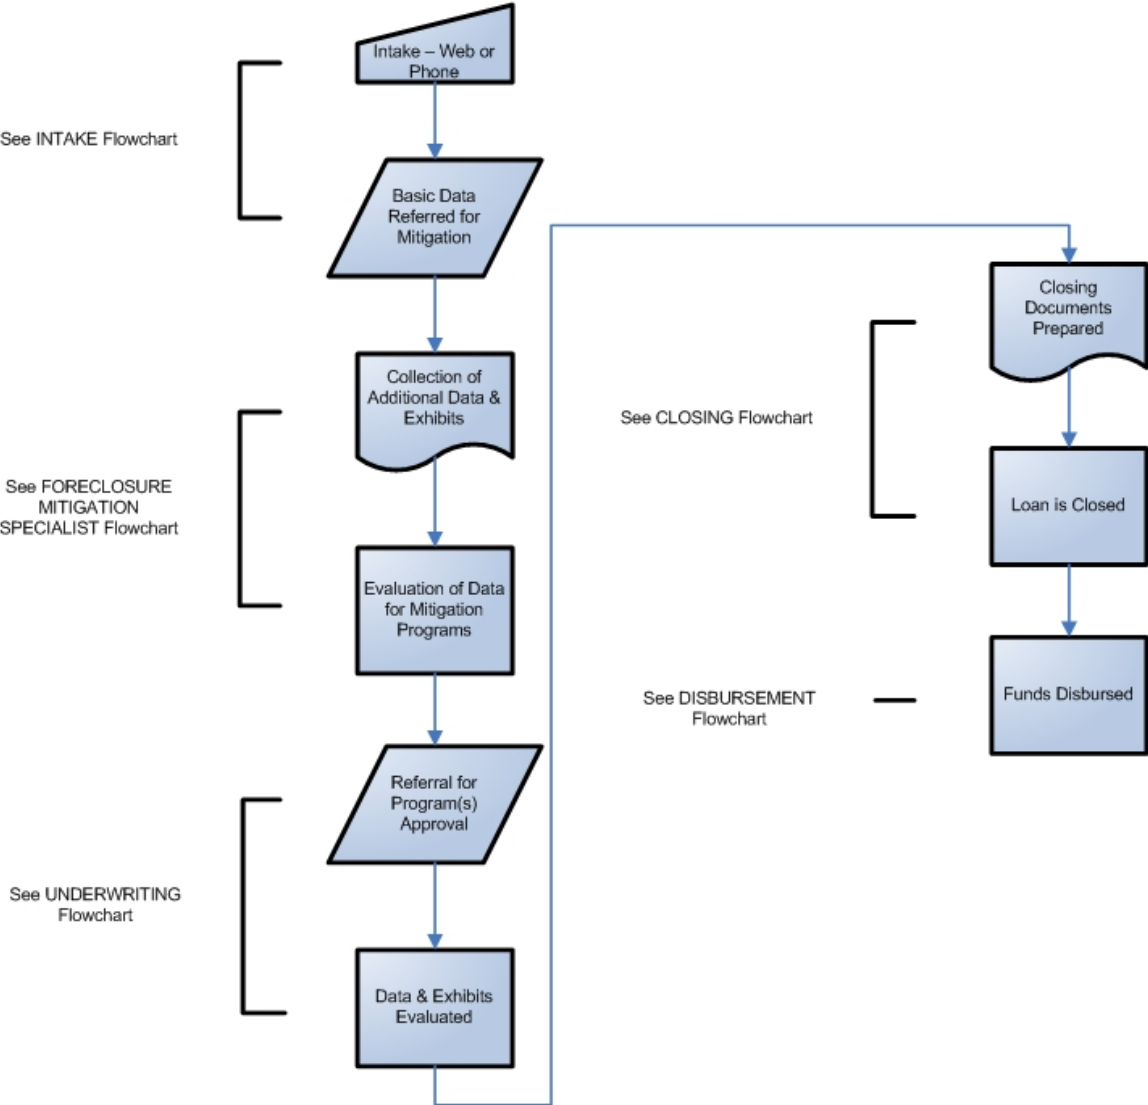 Intake – Web or
Phone
See INTAKE Flowchart
Basic Data
Referred for
Mitigation
Collection of
Additional Data &
Exhibits
See FORECLOSURE
MITIGATION
SPECIALIST Flowchart
Evaluation of Data
for Mitigation
Programs
Referral for
Program(s)
Approval
See UNDERWRITING
Flowchart
Data & Exhibits
Evaluated
Closing
Documents
Prepared
See CLOSING Flowchart
Loan is Closed
See DISBURSEMENT
Flowchart
Funds Disbursed